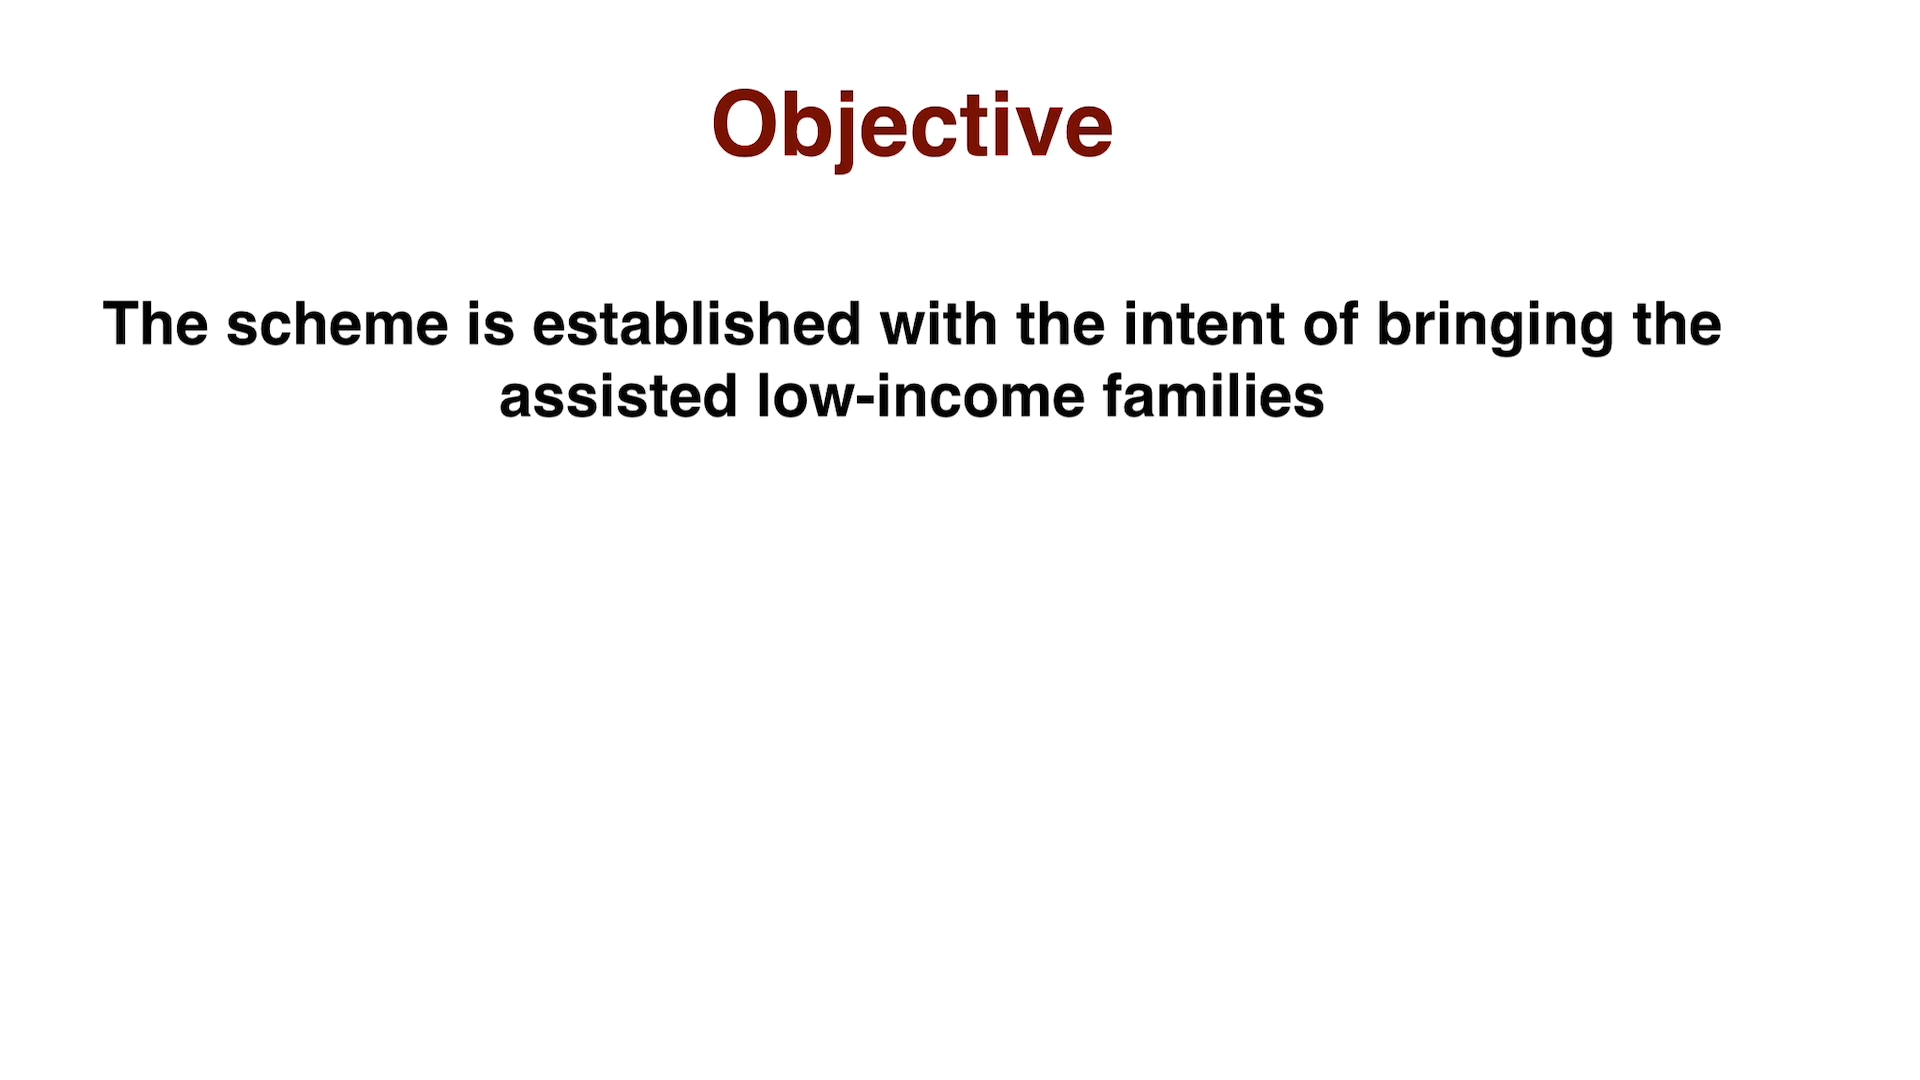 Objective
The scheme is established with the intent of bringing the
assisted low-income families